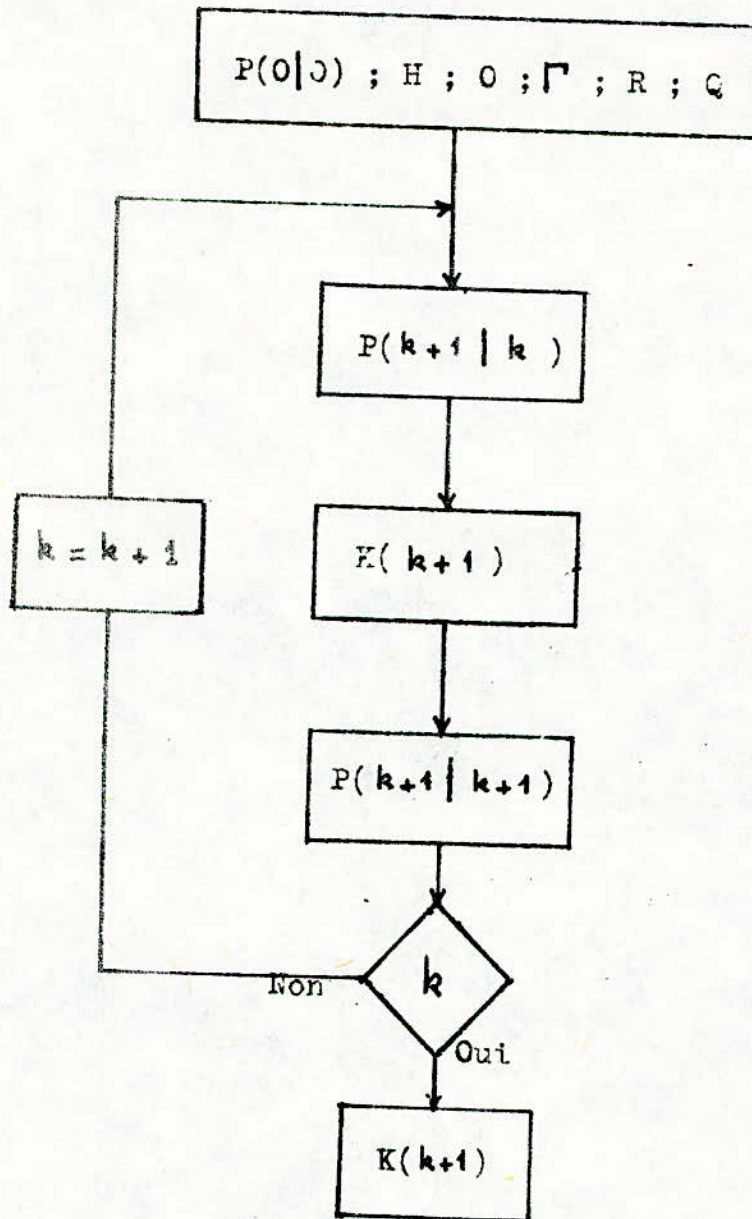 P(0|0) ; H ; O ; Γ ; R ; Q
P(k+1 | k )
k = k + 1
K( k+1 )
P(k+1 | k+1)
k
Non
Oui
K(k+1)